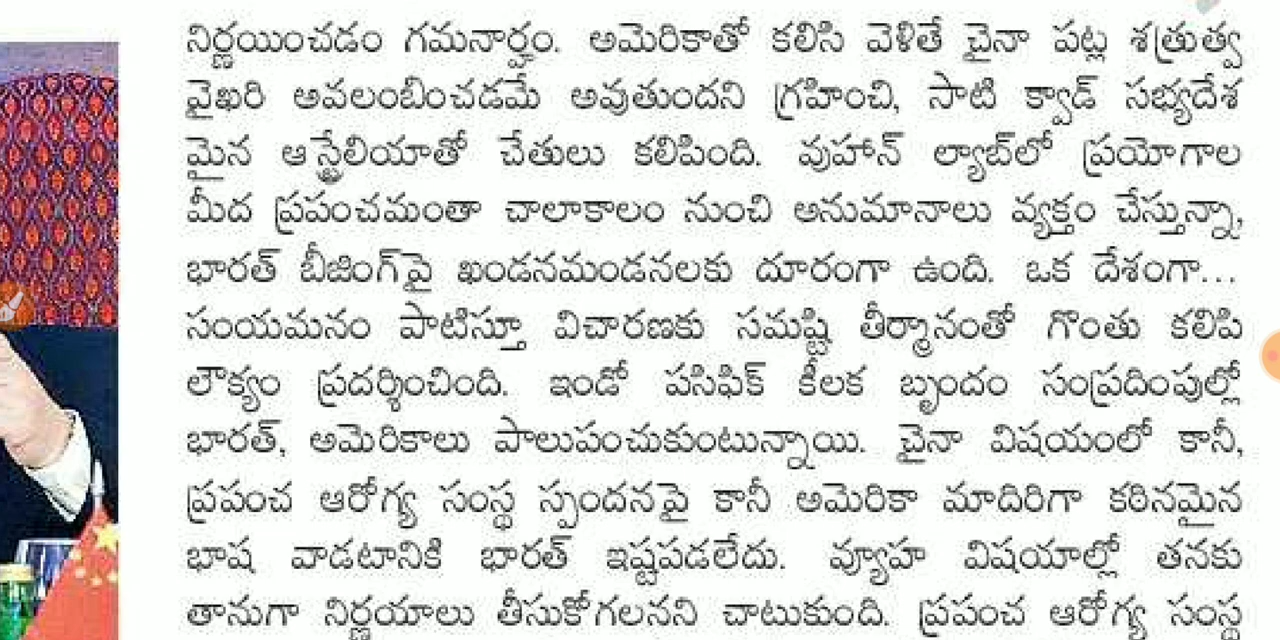 నిర్ణయించడం గమనార్హం. అమెరికాతో కలిసి వెళితే చైనా పట్ల శత్రుత్వ
వైఖరి అవలంబించడమే అవుతుందని గ్రహించి, సాటి క్వాడ్ సభ్యదేశ
మైన ఆస్ట్రేలియాతో చేతులు కలిపింది. వుహాన్ ల్యాబ్‌లో ప్రయోగాల
మీద ప్రపంచమంతా చాలాకాలం నుంచి అనుమానాలు వ్యక్తం చేస్తున్నా,
భారత్ బీజింగ్‌పై ఖండనమండనలకు దూరంగా ఉంది. ఒక దేశంగా...
సంయమనం పాటిస్తూ విచారణకు సమష్టి తీర్మానంతో గొంతు కలిపి
లౌక్యం ప్రదర్శించింది. ఇండో పసిఫిక్ కీలక బృందం సంప్రదింపుల్లో
భారత్, అమెరికాలు పాలుపంచుకుంటున్నాయి. చైనా విషయంలో కానీ,
ప్రపంచ ఆరోగ్య సంస్థ స్పందనపై కానీ అమెరికా మాదిరిగా కఠినమైన
భాష వాడటానికి భారత్ ఇష్టపడలేదు. వ్యూహ విషయాల్లో తనకు
తానుగా నిర్ణయాలు తీసుకోగలనని చాటుకుంది. ప్రపంచ ఆరోగ్య సంస్థ